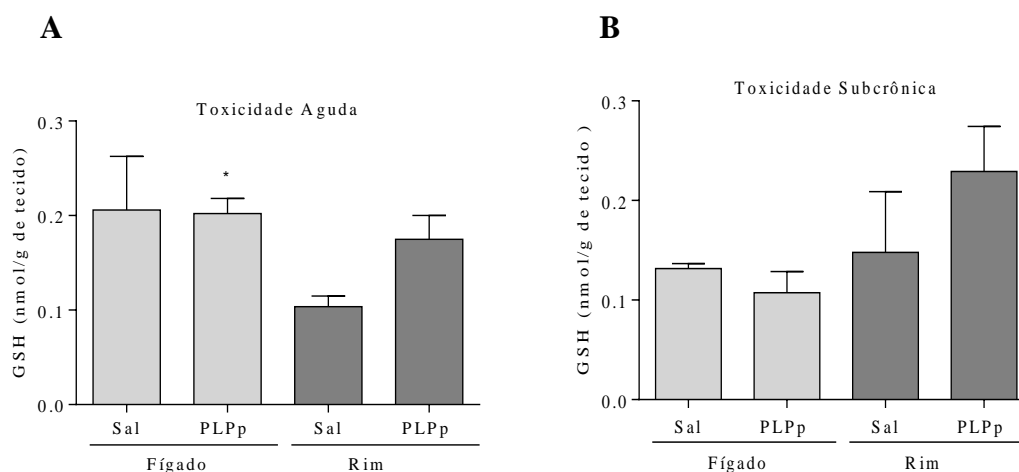 A
Toxicidade Aguda
GSH (nmol/g de tecido)
0.3
0.2
0.1
0.0
*
Sal
PLPp
Sal
PLPp
Fígado
Rim
B
Toxicidade Subcrônica
GSH (nmol/g de tecido )
0.3
0.2
0.1
0.0
Sal
PLPp
Sal
PLPp
Fígado
Rim